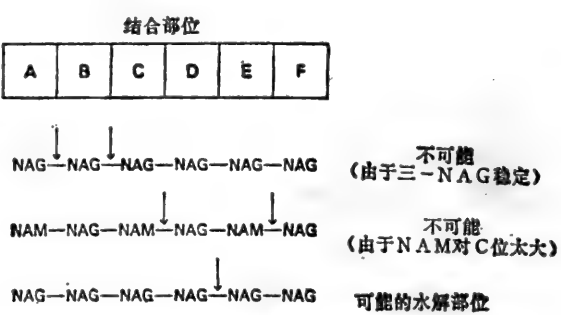 结合部位
A B C D E F
NAG—NAG—NAG—NAG—NAG—NAG
不可能
（由于三－NAG稳定）
NAM—NAG—NAM—NAG—NAM—NAG
不可能
（由于NAM对C位太大）
NAG—NAG—NAG—NAG—NAG—NAG
可能的水解部位